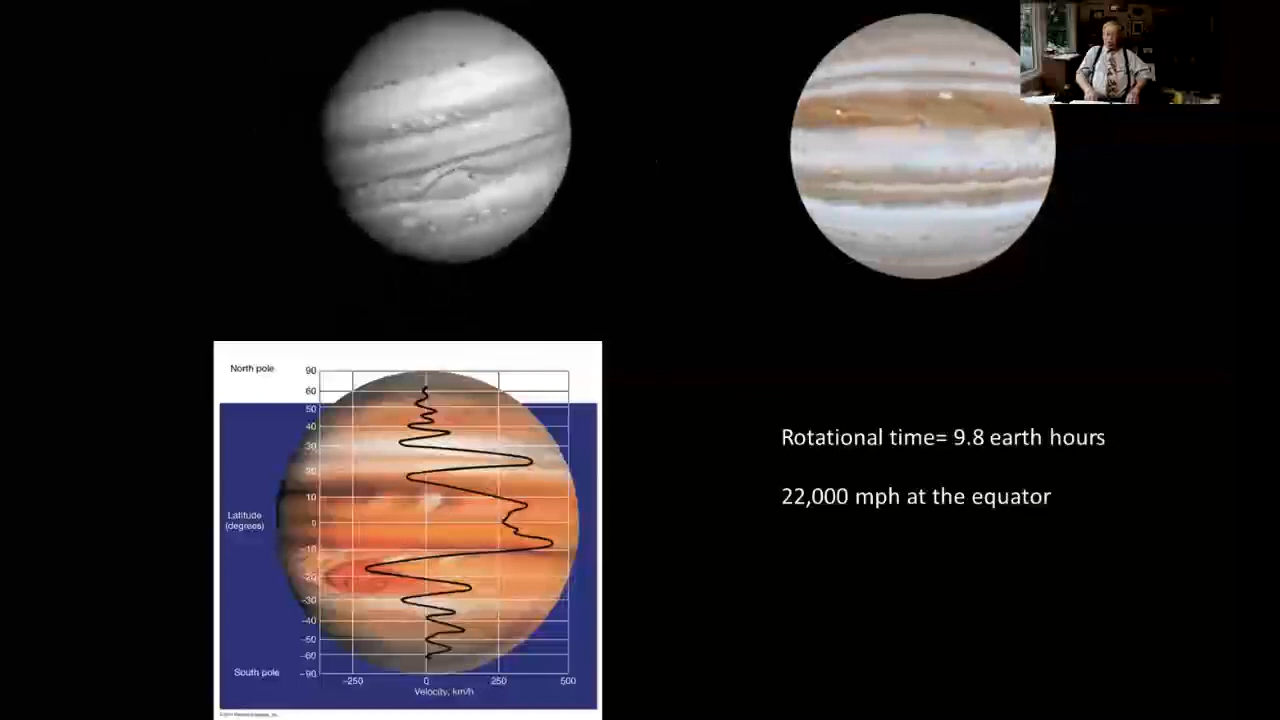 North pole
90
60
50
40
30
20
10
0
-10
-20
-30
-40
-50
-60
-90
Latitude
(degrees)
South pole
-250 0 250 500
Velocity, km/h
Rotational time= 9.8 earth hours
22,000 mph at the equator